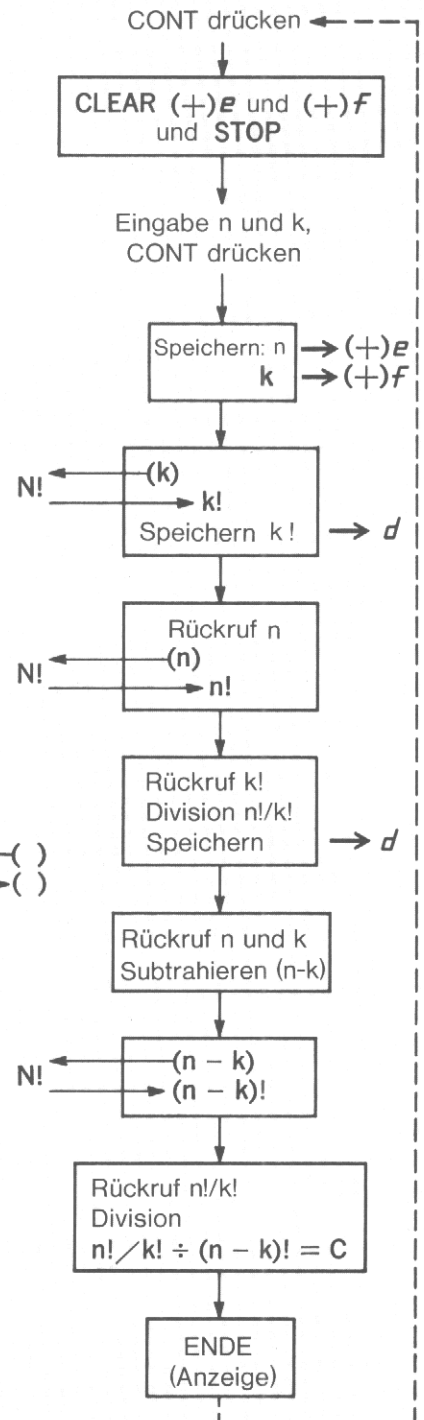 CONT drücken
CLEAR (+)e und (+)f
und STOP
Eingabe n und k,
CONT drücken
Speichern: n → (+)e
k → (+)f
(k)
N!
k!
Speichern k! → d
Rückruf n
(n)
N!
n!
Rückruf k!
Division n!/k!
Speichern → d
( )
( )
Rückruf n und k
Subtrahieren (n-k)
(n – k)
N!
(n – k)!
Rückruf n!/k!
Division
n!/k! ÷ (n – k)! = C
ENDE
(Anzeige)